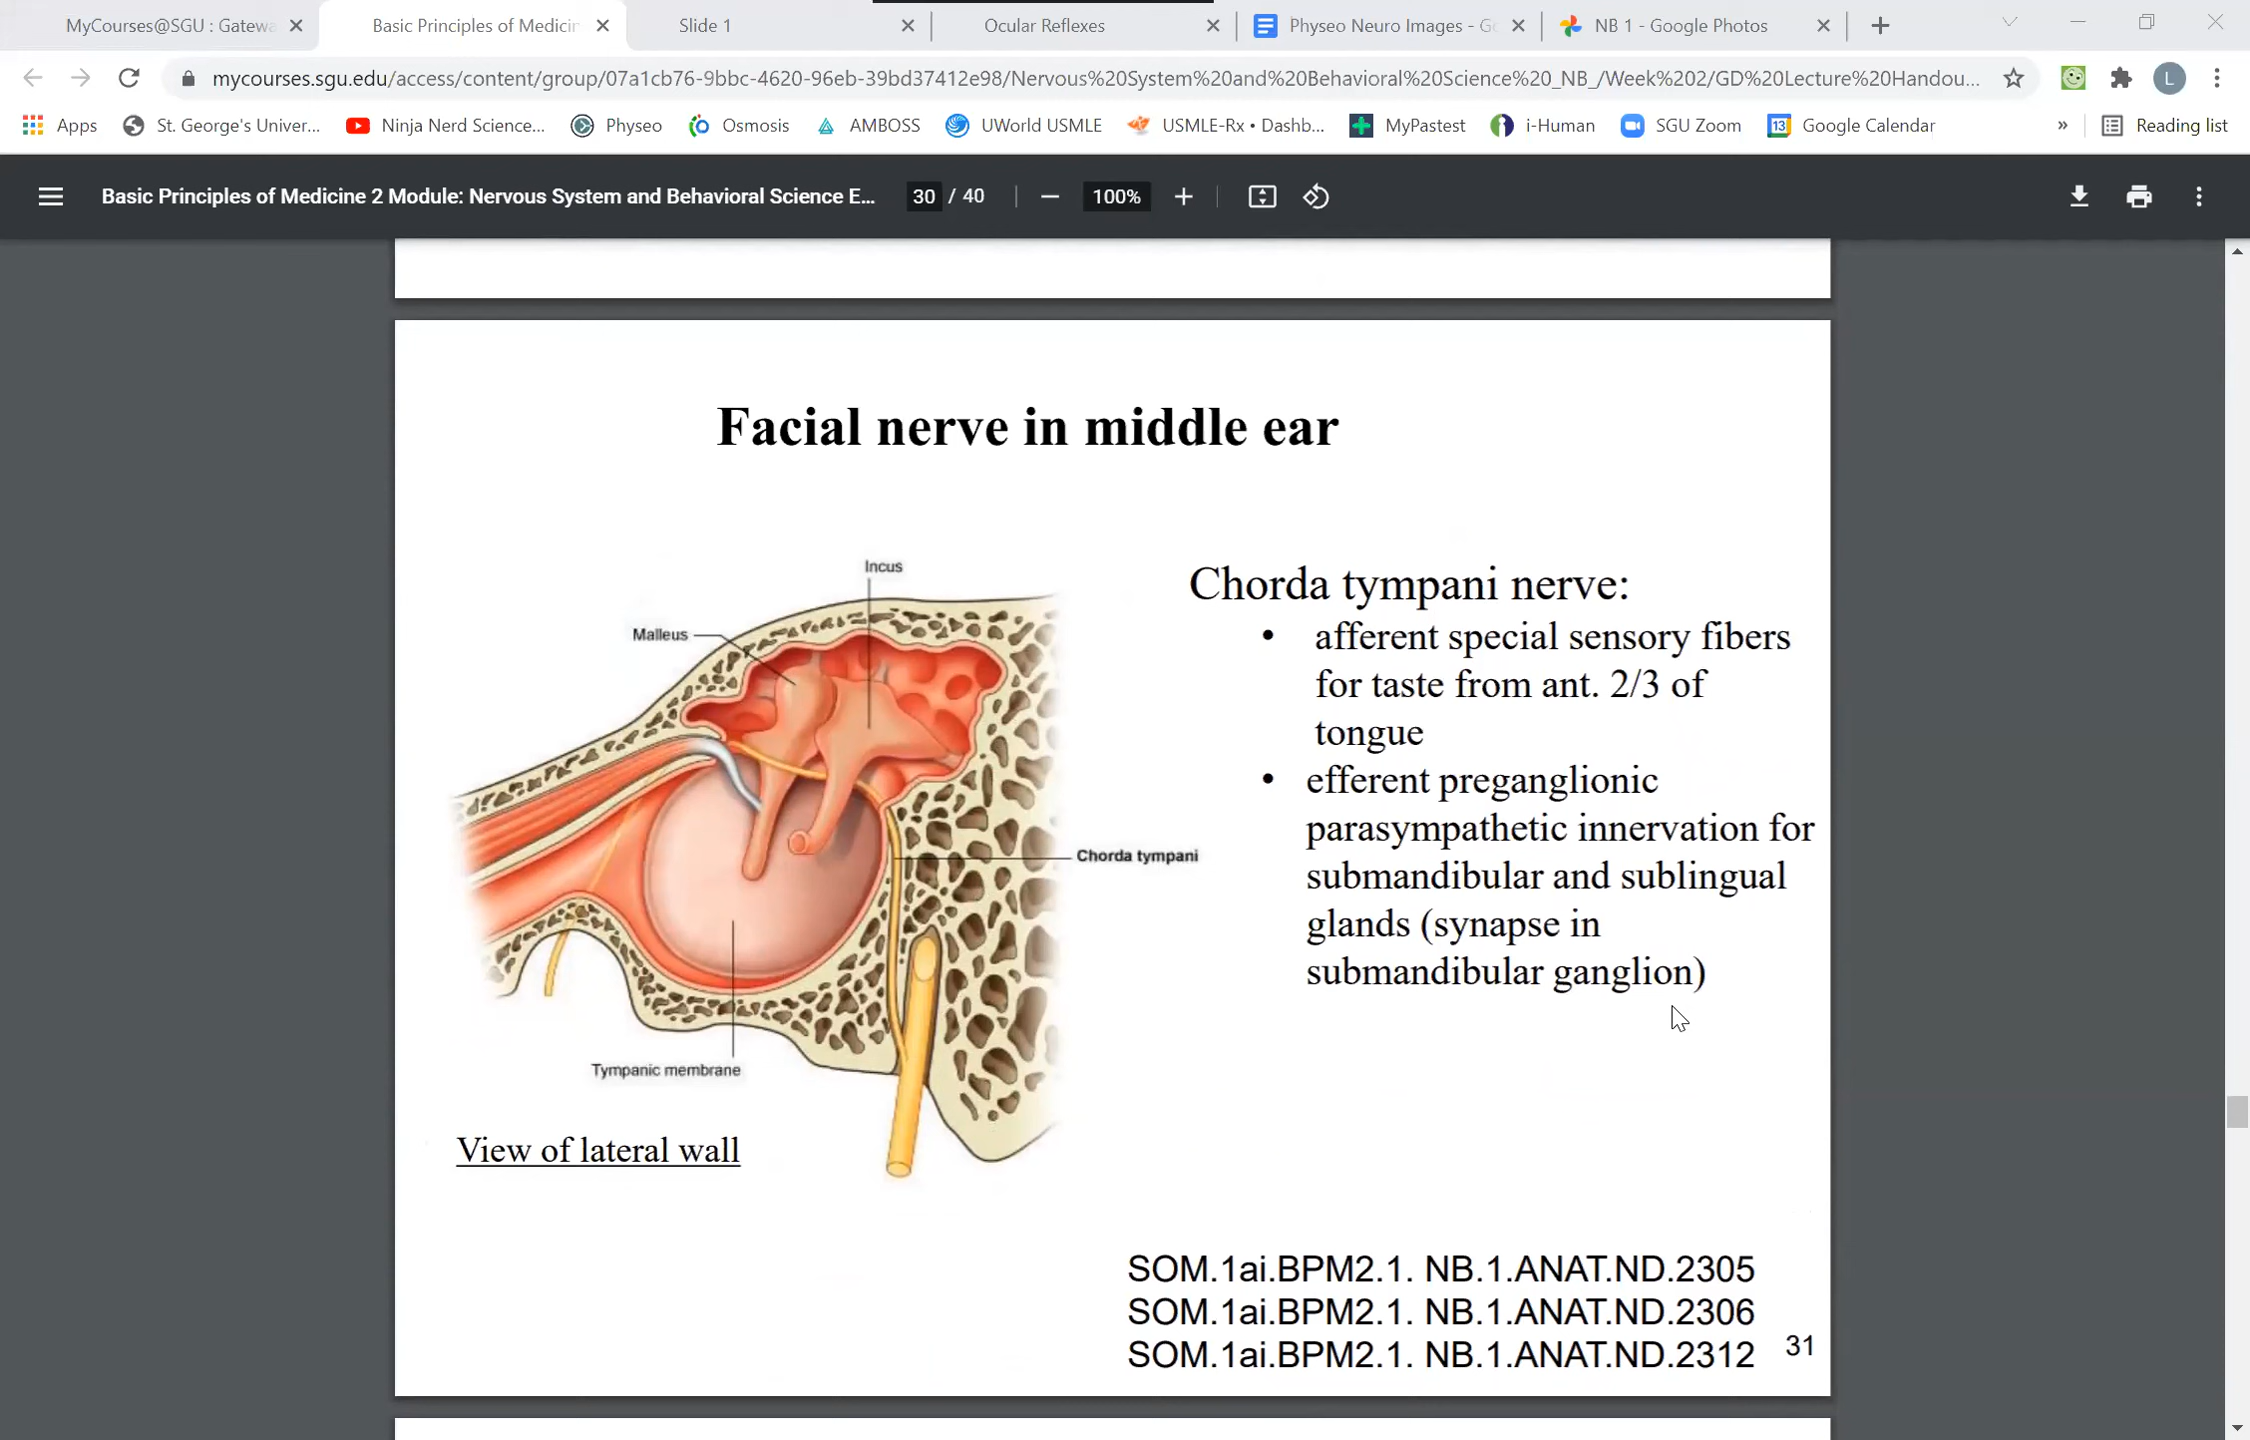 MyCourses@SGU : Gatewa
Basic Principles of Medicin
Slide 1
Ocular Reflexes
Physeo Neuro Images - Go
NB 1 - Google Photos
mycourses.sgu.edu/access/content/group/07a1cb76-9bbc-4620-96eb-39bd37412e98/Nervous%20System%20and%20Behavioral%20Science%20_NB_/Week%202/GD%20Lecture%20Handou...
L
Apps
St. George's Univer...
Ninja Nerd Science...
Physeo
Osmosis
AMBOSS
UWorld USMLE
USMLE-Rx • Dashb...
MyPastest
i-Human
SGU Zoom
13
Google Calendar
»
Reading list
Basic Principles of Medicine 2 Module: Nervous System and Behavioral Science E...
30 / 40
100%
Facial nerve in middle ear
Incus
Malleus
Chorda tympani
Tympanic membrane
View of lateral wall
Chorda tympani nerve:
• afferent special sensory fibers
for taste from ant. 2/3 of
tongue
• efferent preganglionic
parasympathetic innervation for
submandibular and sublingual
glands (synapse in
submandibular ganglion)
SOM.1ai.BPM2.1. NB.1.ANAT.ND.2305
SOM.1ai.BPM2.1. NB.1.ANAT.ND.2306
SOM.1ai.BPM2.1. NB.1.ANAT.ND.2312
31